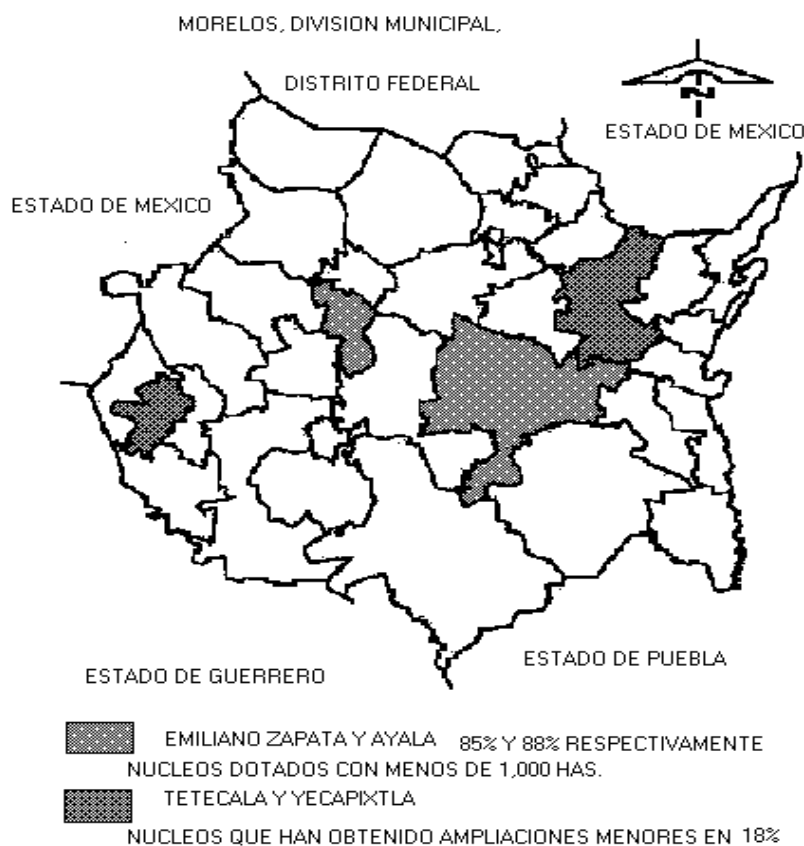 MORELOS, DIVISION MUNICIPAL,
DISTRITO FEDERAL
N
ESTADO DE MEXICO
ESTADO DE MEXICO
ESTADO DE PUEBLA
ESTADO DE GUERRERO
EMILIANO ZAPATA Y AYALA 85% Y 88% RESPECTIVAMENTE
NUCLEOS DOTADOS CON MENOS DE 1,000 HAS.
TETECALA Y YECAPIXTLA
NUCLEOS QUE HAN OBTENIDO AMPLIACIONES MENORES EN 18%